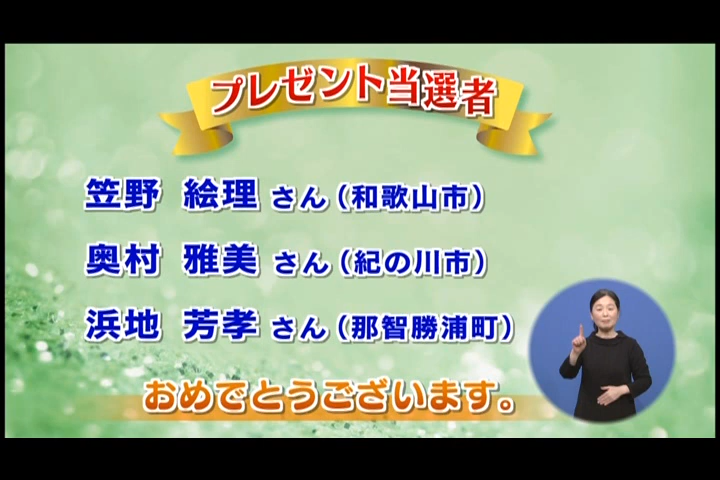 プレゼント当選者
笠野 絵理 さん（和歌山市）
奥村 雅美 さん（紀の川市）
浜地 芳孝 さん（那智勝浦町）
おめでとうございます。